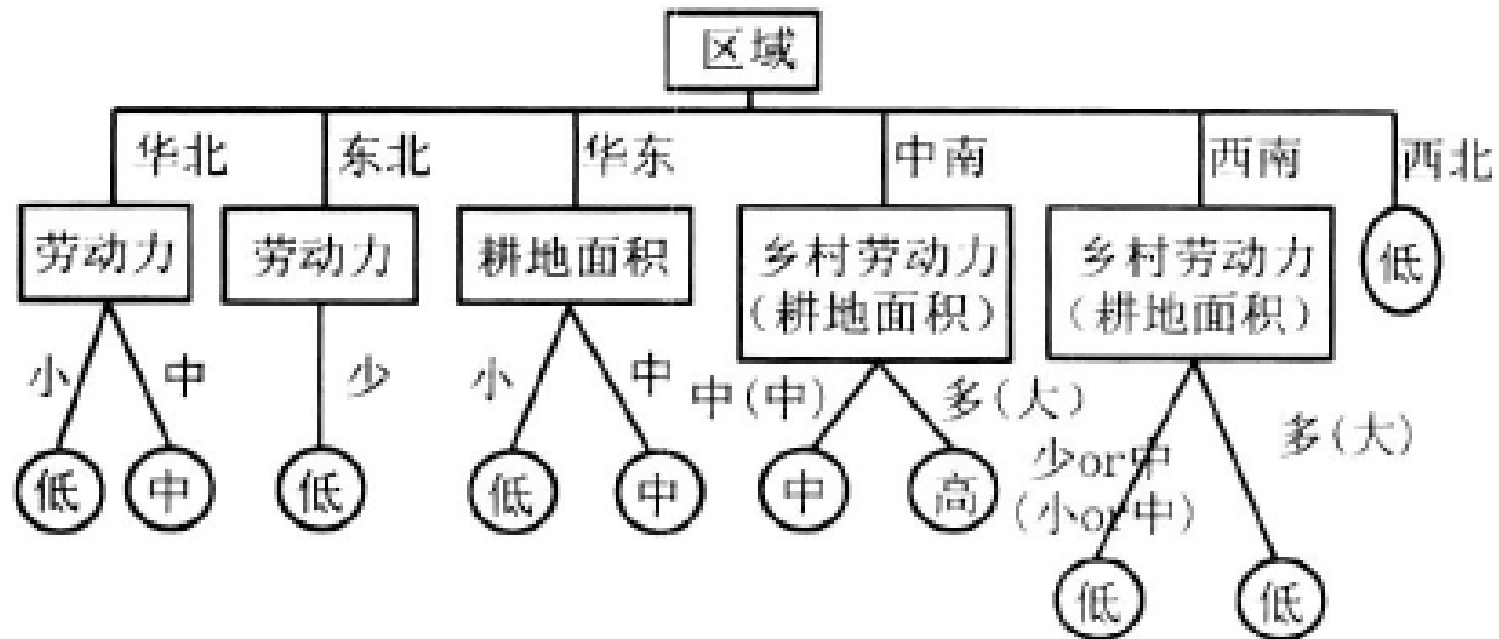 区域
华北
东北
华东
中南
西南
西北
劳动力
劳动力
耕地面积
乡村劳动力
(耕地面积)
乡村劳动力
(耕地面积)
低
小
中
少
小
中
中(中)
多(大)
少or中
(小or中)
多(大)
低
中
低
低
中
中
高
低
低